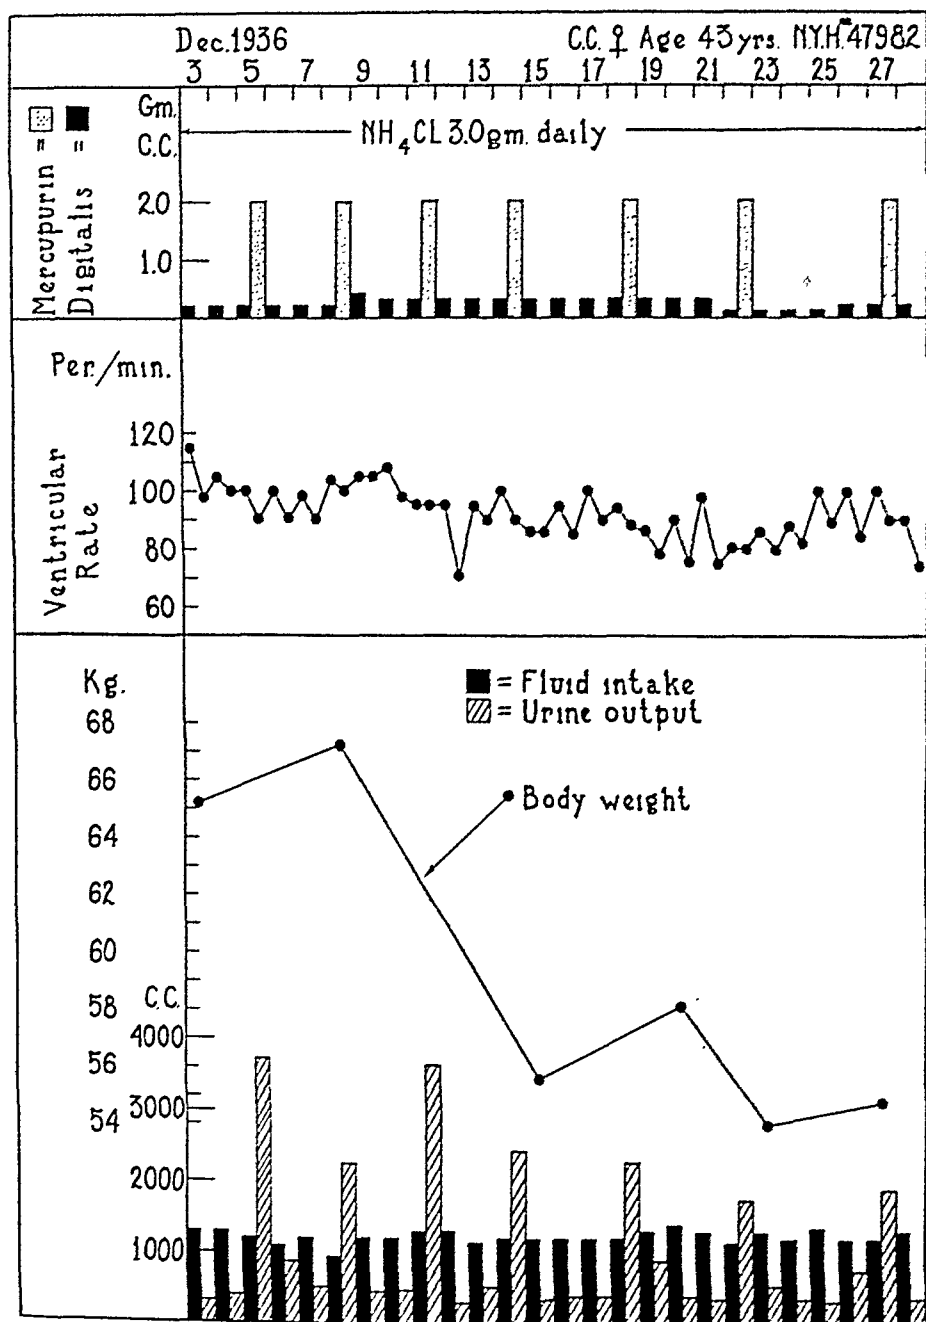 Dec.1936 C.C. ♀ Age 43 yrs. N.Y.H.# 47982
3 5 7 9 11 13 15 17 19 21 23 25 27
Mercupurin =
Digitalis =
Gm.
C.C.
NH4CL 3.0gm. daily
2.0
1.0
Per./min.
Ventricular
Rate
120
100
80
60
Kg.
= Fluid intake
= Urine output
68
66
Body weight
64
62
60
58 C.C.
4000
56
54 3000
2000
1000